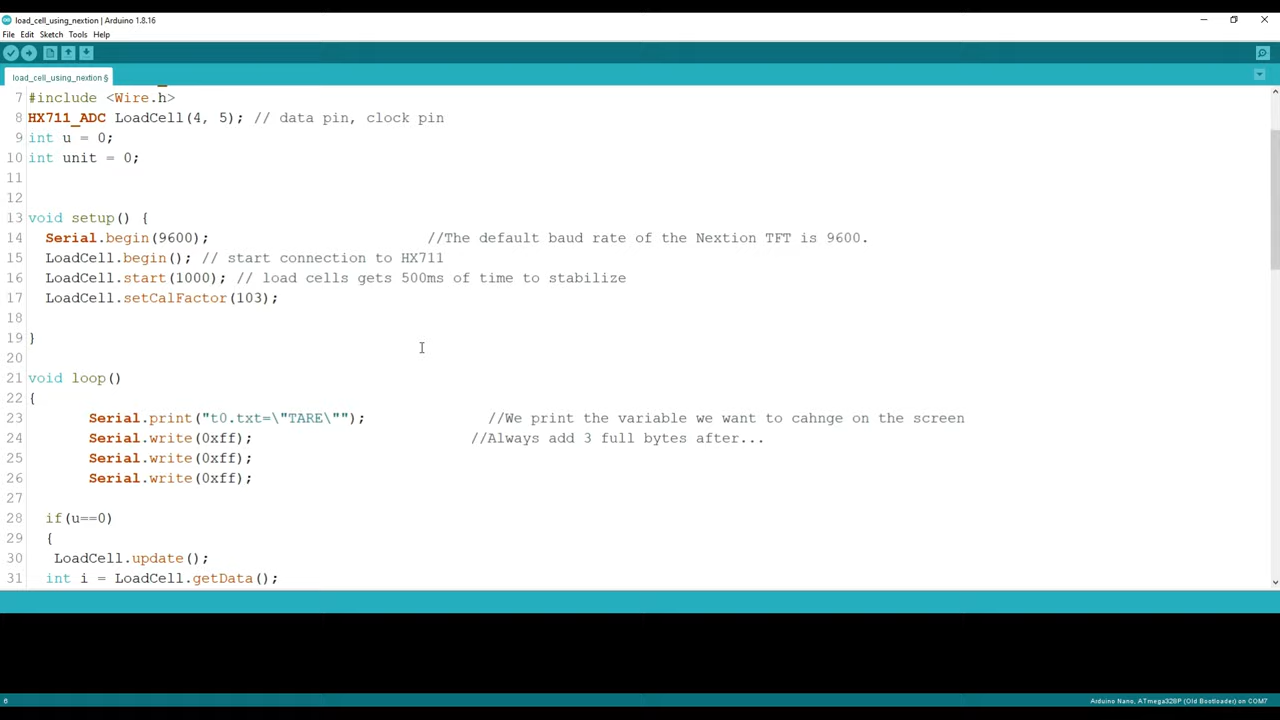 load_cell_using_nextion | Arduino 1.8.16
File Edit Sketch Tools Help
load_cell_using_nextion §
7 #include <Wire.h>
8 HX711_ADC LoadCell(4, 5); // data pin, clock pin
9 int u = 0;
10 int unit = 0;
11
12
13 void setup() {
14 Serial.begin(9600); //The default baud rate of the Nextion TFT is 9600.
15 LoadCell.begin(); // start connection to HX711
16 LoadCell.start(1000); // load cells gets 500ms of time to stabilize
17 LoadCell.setCalFactor(103);
18
19 }
20
21 void loop()
22 {
23 Serial.print("t0.txt=\"TARE\""); //We print the variable we want to cahnge on the screen
24 Serial.write(0xff); //Always add 3 full bytes after...
25 Serial.write(0xff);
26 Serial.write(0xff);
27
28 if(u==0)
29 {
30 LoadCell.update();
31 int i = LoadCell.getData();
6 Arduino Nano, ATmega328P (Old Bootloader) on COM7